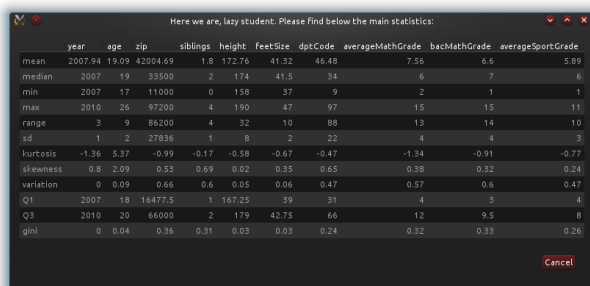 Here we are, lazy student. Please find below the main statistics:
year age zip siblings height feetSize dptCode averageMathGrade bacMathGrade averageSportGrade
mean 2007.94 19.09 42004.69 1.8 172.76 41.32 46.48 7.56 6.6 5.89
median 2007 19 33500 2 174 41.5 34 6 7 6
min 2007 17 11000 0 158 37 9 2 1 1
max 2010 26 97200 4 190 47 97 15 15 11
range 3 9 86200 4 32 10 88 13 14 10
sd 1 2 27836 1 8 2 22 4 4 3
kurtosis -1.36 5.37 -0.99 -0.17 -0.58 -0.67 -0.47 -1.34 -0.91 -0.77
skewness 0.8 2.09 0.53 0.69 0.02 0.35 0.65 0.38 0.32 0.24
variation 0 0.09 0.66 0.6 0.05 0.06 0.47 0.57 0.6 0.47
Q1 2007 18 16477.5 1 167.25 39 31 4 3 4
Q3 2010 20 66000 2 179 42.75 66 12 9.5 8
gini 0 0.04 0.36 0.31 0.03 0.03 0.24 0.32 0.33 0.26
Cancel